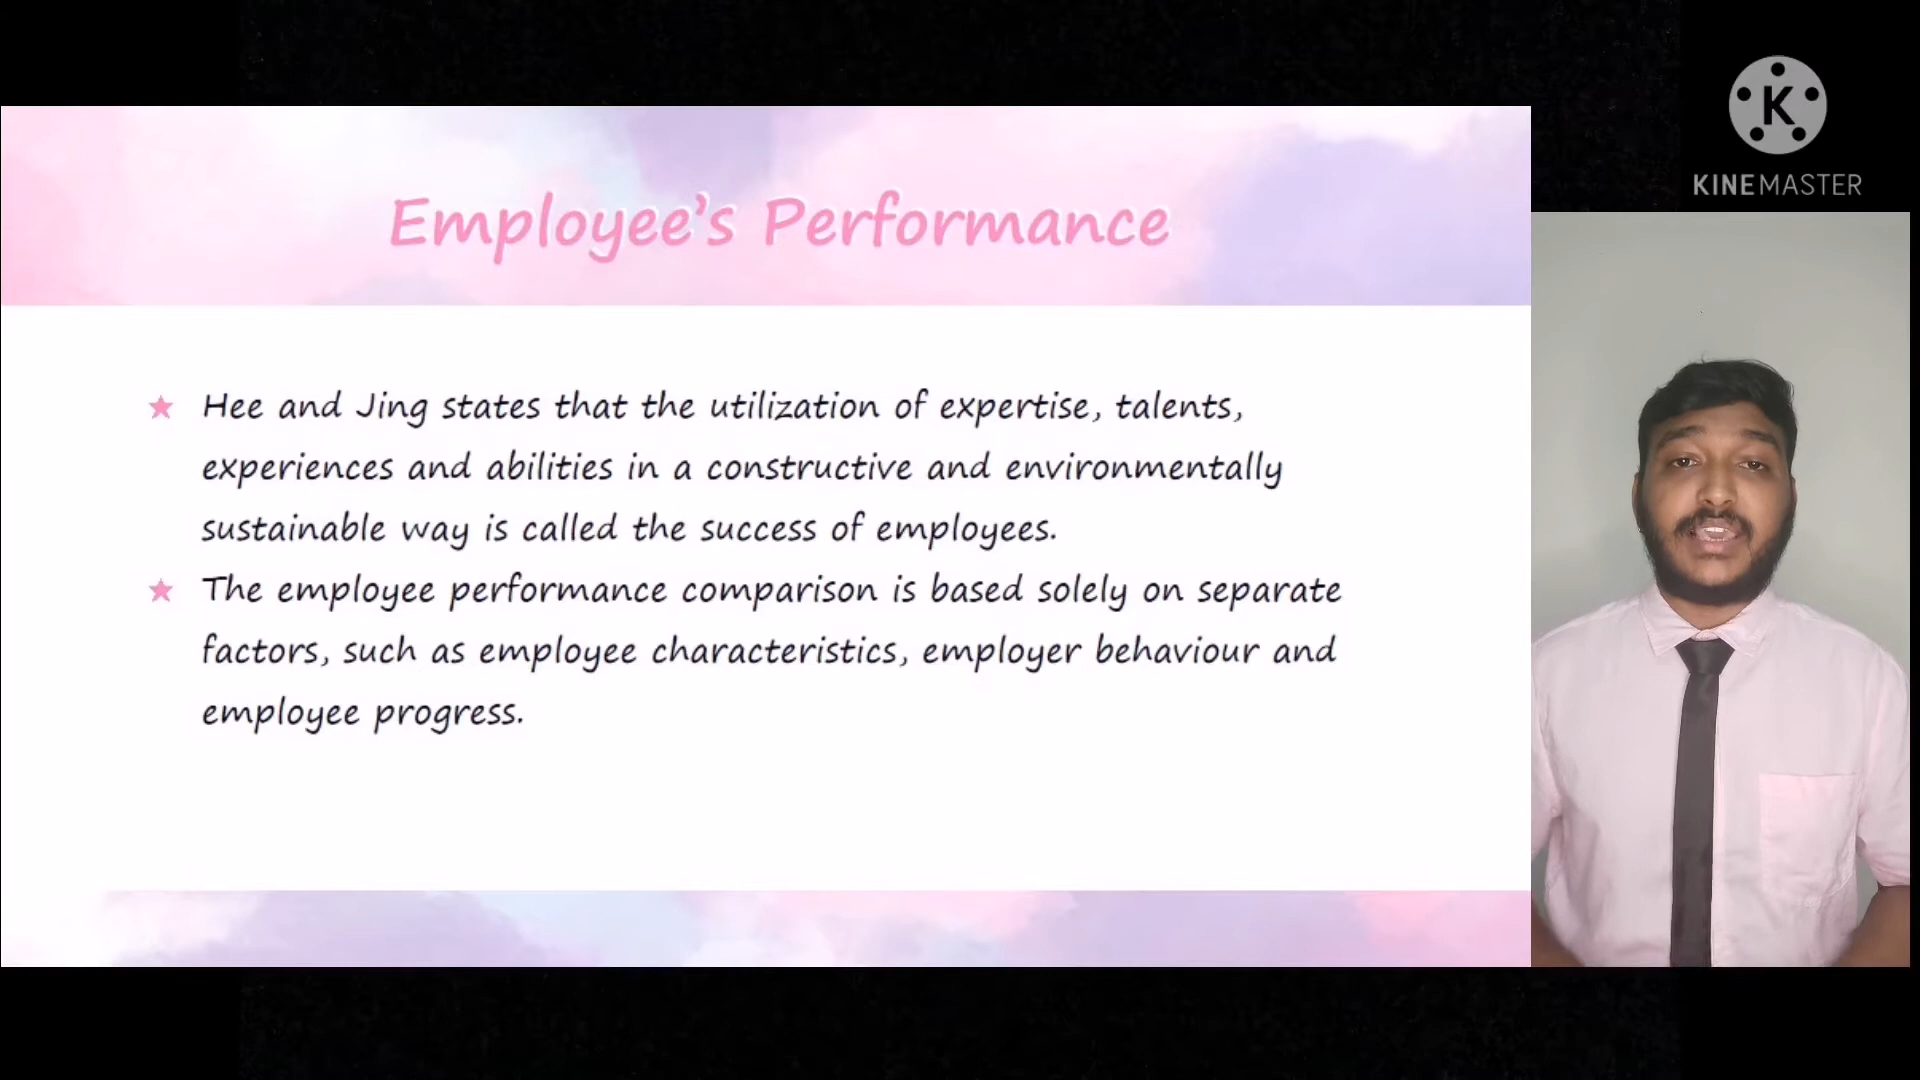 Employee's Performance
Hee and Jing states that the utilization of expertise, talents,
experiences and abilities in a constructive and environmentally
sustainable way is called the success of employees.
The employee performance comparison is based solely on separate
factors, such as employee characteristics, employer behaviour and
employee progress.
K
KINEMASTER